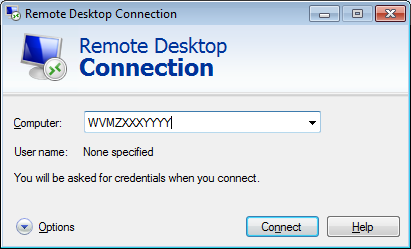 Remote Desktop Connection
Remote Desktop
Connection
Computer: WVMZXXXYYYY
User name: None specified
You will be asked for credentials when you connect.
Options Connect Help